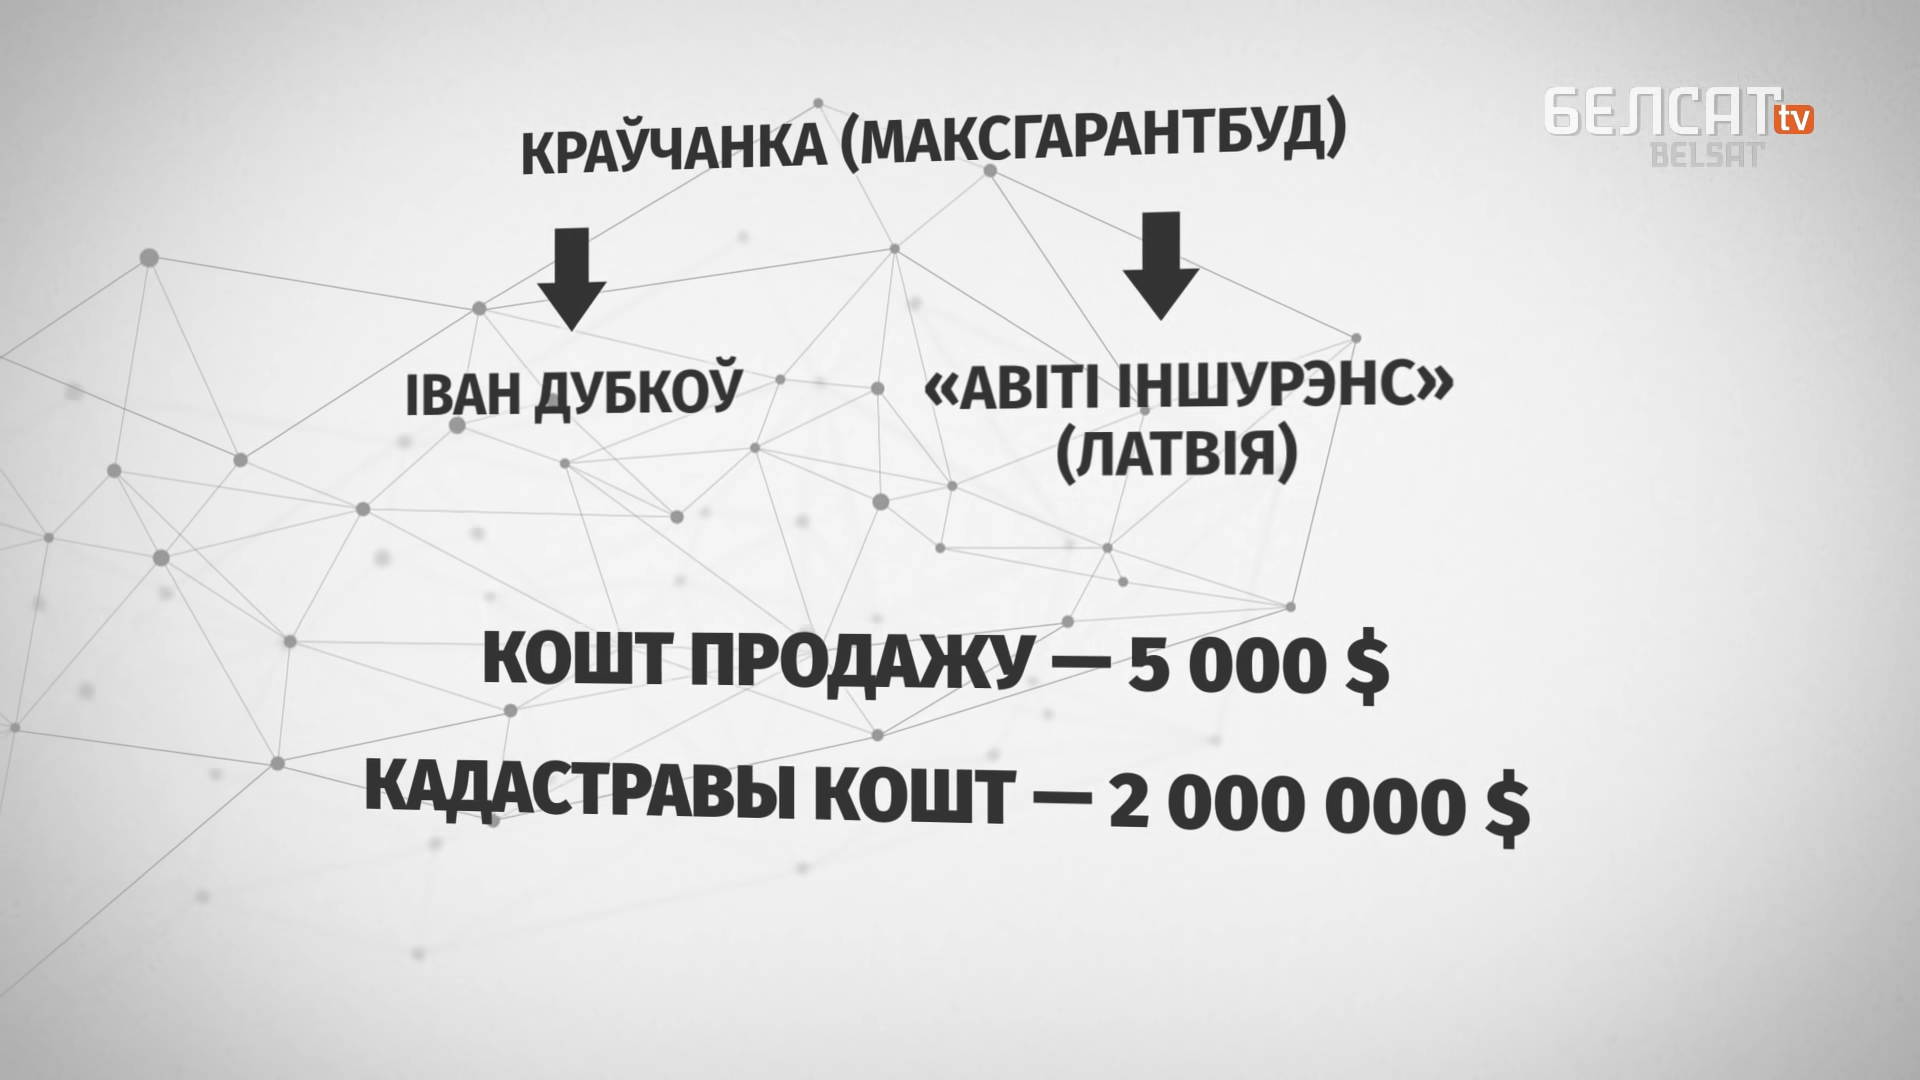 БЕЛСАТ tv
BELSAT
КРАЎЧАНКА (МАКСГАРАНТБУД)
ІВАН ДУБКОЎ
«АВІТІ ІНШУРЭНС»
(ЛАТВІЯ)
КОШТ ПРОДАЖУ — 5 000 $
КАДАСТРАВЫ КОШТ — 2 000 000 $